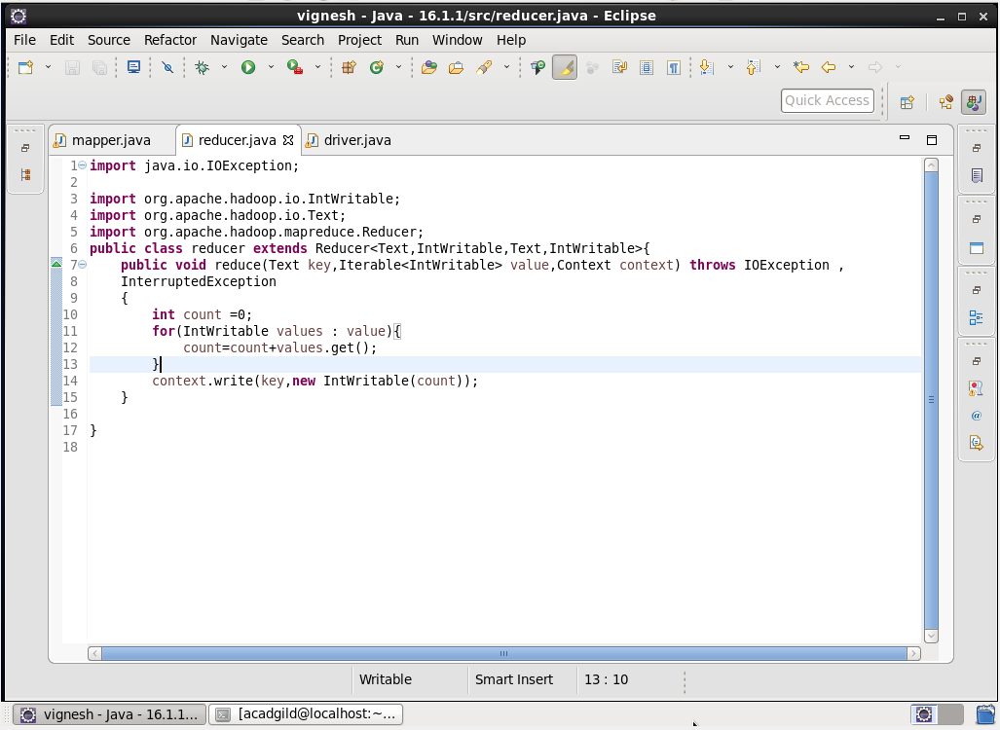 vignesh - Java - 16.1.1/src/reducer.java - Eclipse
File Edit Source Refactor Navigate Search Project Run Window Help
Quick Access
mapper.java reducer.java driver.java
1 import java.io.IOException;
2
3 import org.apache.hadoop.io.IntWritable;
4 import org.apache.hadoop.io.Text;
5 import org.apache.hadoop.mapreduce.Reducer;
6 public class reducer extends Reducer<Text,IntWritable,Text,IntWritable>{
7 public void reduce(Text key,Iterable<IntWritable> value,Context context) throws IOException ,
8 InterruptedException
9 {
10 int count =0;
11 for(IntWritable values : value){
12 count=count+values.get();
13 }
14 context.write(key,new IntWritable(count));
15 }
16
17 }
18
Writable Smart Insert 13 : 10
vignesh - Java - 16.1.1... [acadgild@localhost:~...